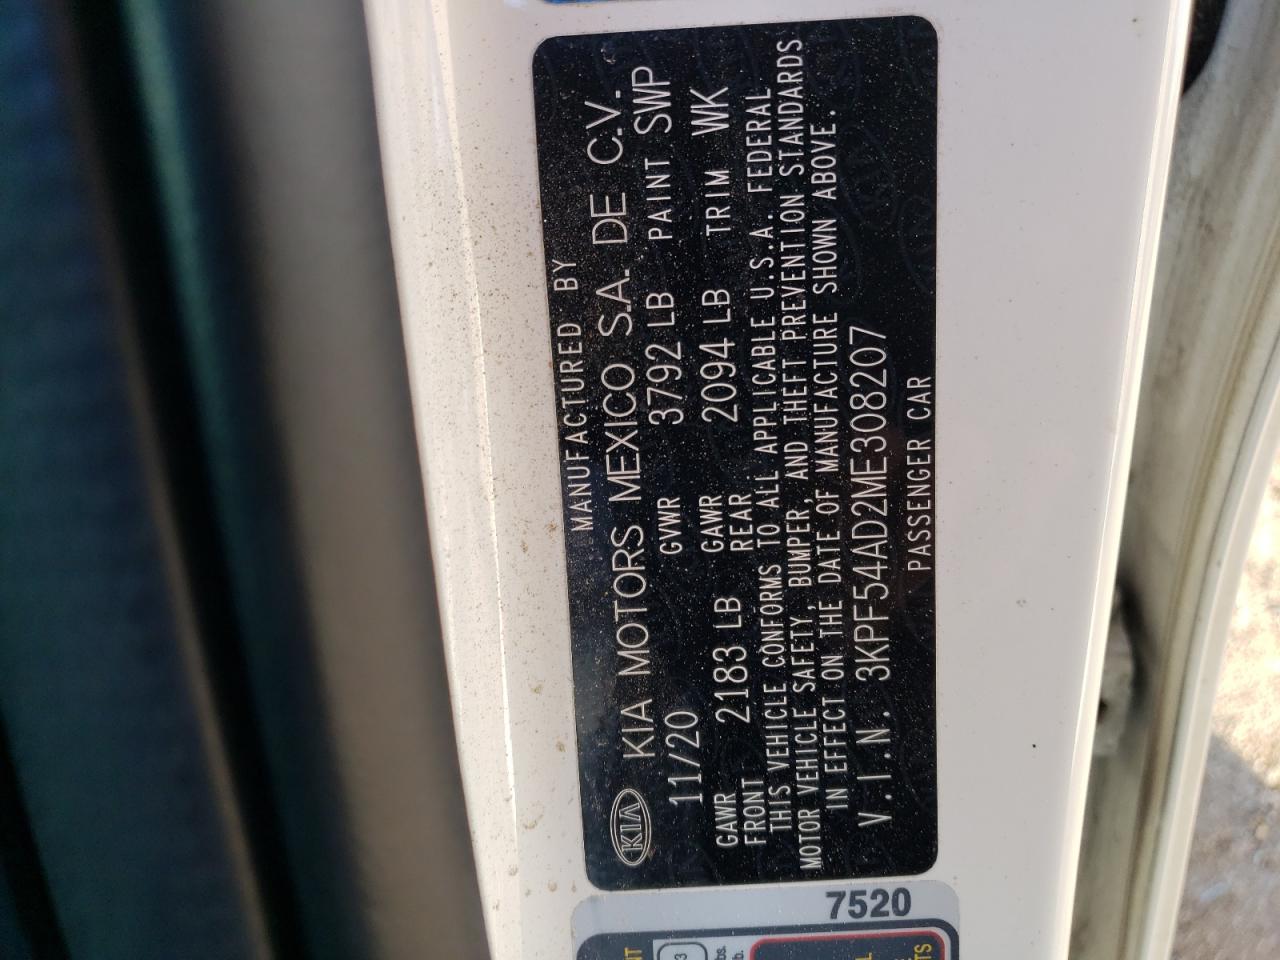 MANUFACTURED BY
KIA KIA MOTORS MEXICO S.A. DE C.V.
11/20 GVWR 3792 LB PAINT SWP
GAWR FRONT 2183 LB GAWR REAR 2094 LB TRIM WK
THIS VEHICLE CONFORMS TO ALL APPLICABLE U.S.A. FEDERAL
MOTOR VEHICLE SAFETY, BUMPER, AND THEFT PREVENTION STANDARDS
IN EFFECT ON THE DATE OF MANUFACTURE SHOWN ABOVE.
V.I.N. 3KPF54AD2ME308207
PASSENGER CAR
7520